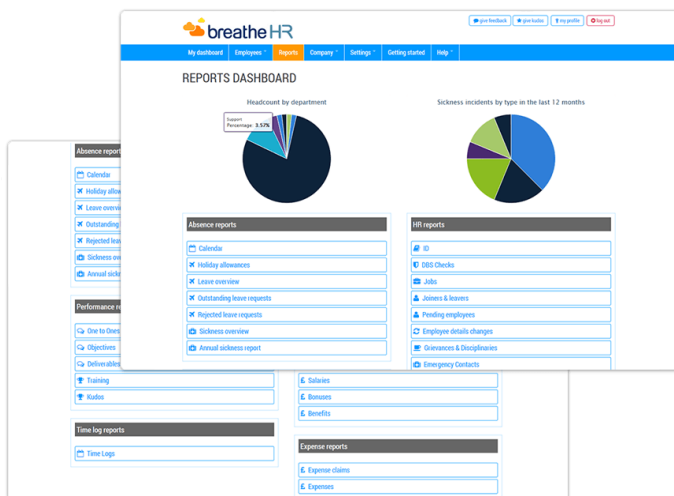 breatheHR
give feedback
give kudos
my profile
log out
My dashboard
Employees
Reports
Company
Settings
Getting started
Help
REPORTS DASHBOARD
Headcount by department
Support
Percentage: 3.57%
Sickness incidents by type in the last 12 months
Absence reports
Calendar
Holiday allowances
Leave overview
Outstanding leave requests
Rejected leave requests
Sickness overview
Annual sickness report
HR reports
ID
DBS Checks
Jobs
Joiners & leavers
Pending employees
Employee details changes
Grievances & Disciplinaries
Emergency Contacts
Absence report
Calendar
Holiday allow
Leave overvi
Outstanding
Rejected leav
Sickness ov
Annual sickn
Performance re
One to Ones
Objectives
Deliverables
Training
Kudos
Time log reports
Time Logs
£ Salaries
£ Bonuses
£ Benefits
Expense reports
£ Expense claims
£ Expenses